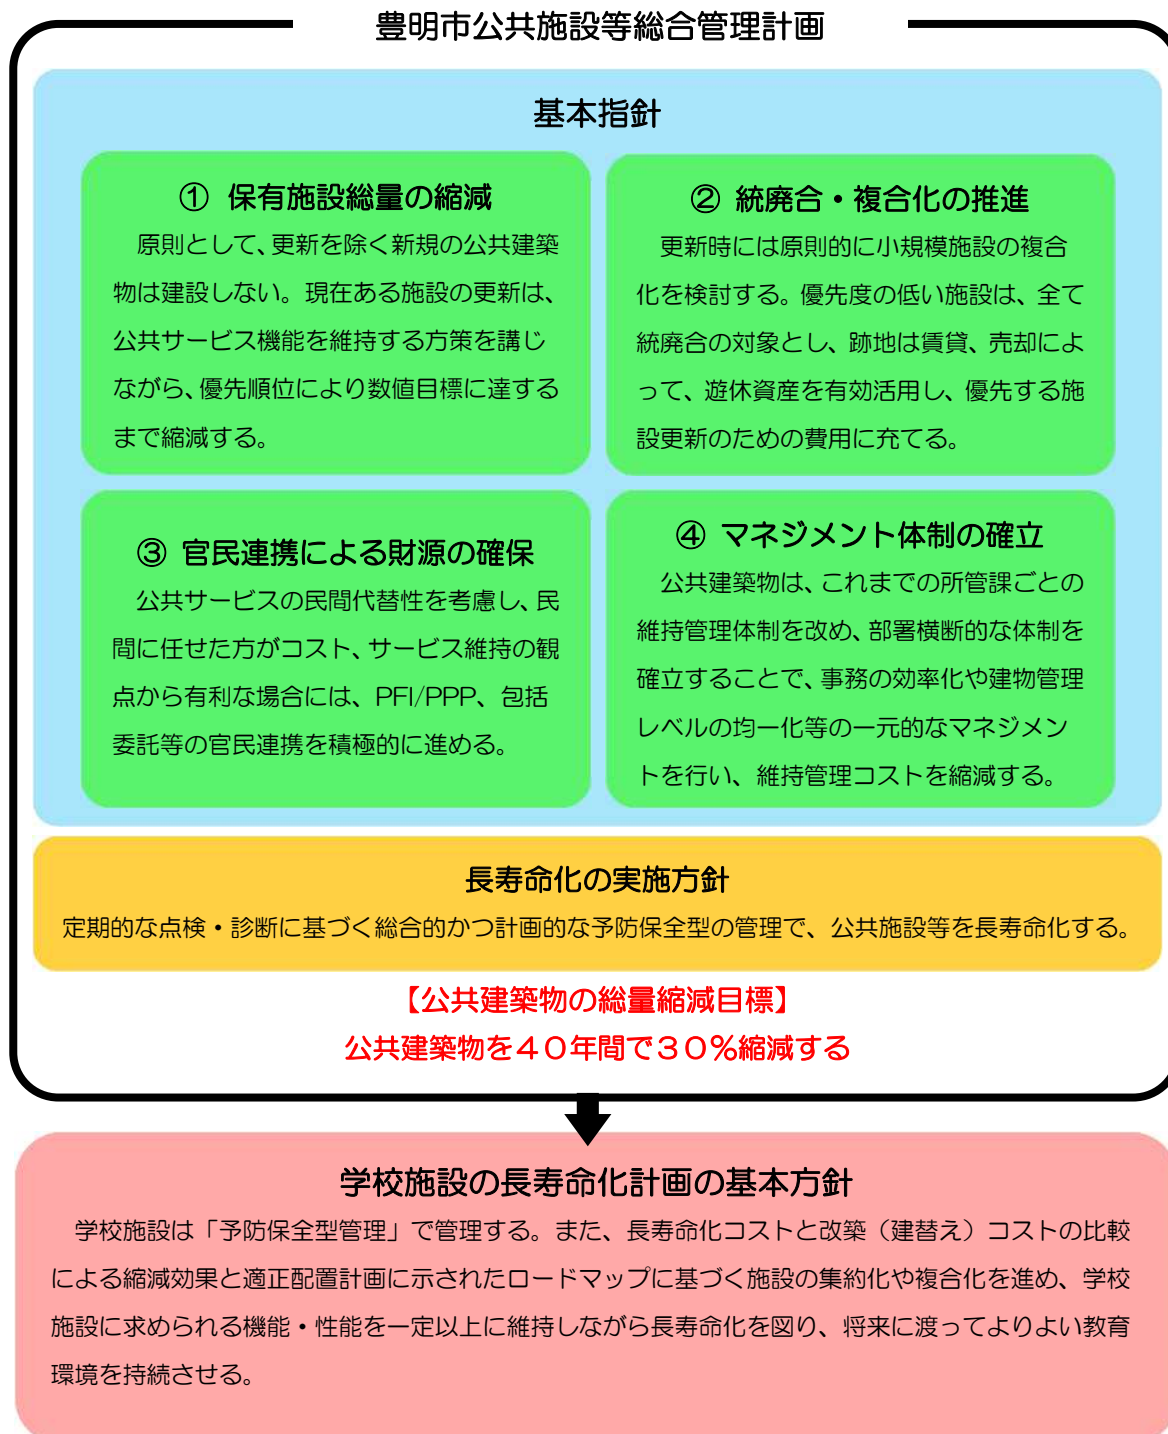 豊明市公共施設等総合管理計画
基本指針
① 保有施設総量の縮減
原則として、更新を除く新規の公共建築
物は建設しない。現在ある施設の更新は、
公共サービス機能を維持する方策を講じ
ながら、優先順位により数値目標に達する
まで縮減する。
② 統廃合・複合化の推進
更新時には原則的に小規模施設の複合
化を検討する。優先度の低い施設は、全て
統廃合の対象とし、跡地は賃貸、売却によ
って、遊休資産を有効活用し、優先する施
設更新のための費用に充てる。
③ 官民連携による財源の確保
公共サービスの民間代替性を考慮し、民
間に任せた方がコスト、サービス維持の観
点から有利な場合には、PFI/PPP、包括
委託等の官民連携を積極的に進める。
④ マネジメント体制の確立
公共建築物は、これまでの所管課ごとの
維持管理体制を改め、部署横断的な体制を
確立することで、事務の効率化や建物管理
レベルの均一化等の一元的なマネジメン
トを行い、維持管理コストを縮減する。
長寿命化の実施方針
定期的な点検・診断に基づく総合的かつ計画的な予防保全型の管理で、公共施設等を長寿命化する。
【公共建築物の総量縮減目標】
公共建築物を４０年間で３０％縮減する
学校施設の長寿命化計画の基本方針
学校施設は「予防保全型管理」で管理する。また、長寿命化コストと改築（建替え）コストの比較
による縮減効果と適正配置計画に示されたロードマップに基づく施設の集約化や複合化を進め、学校
施設に求められる機能・性能を一定以上に維持しながら長寿命化を図り、将来に渡ってよりよい教育
環境を持続させる。